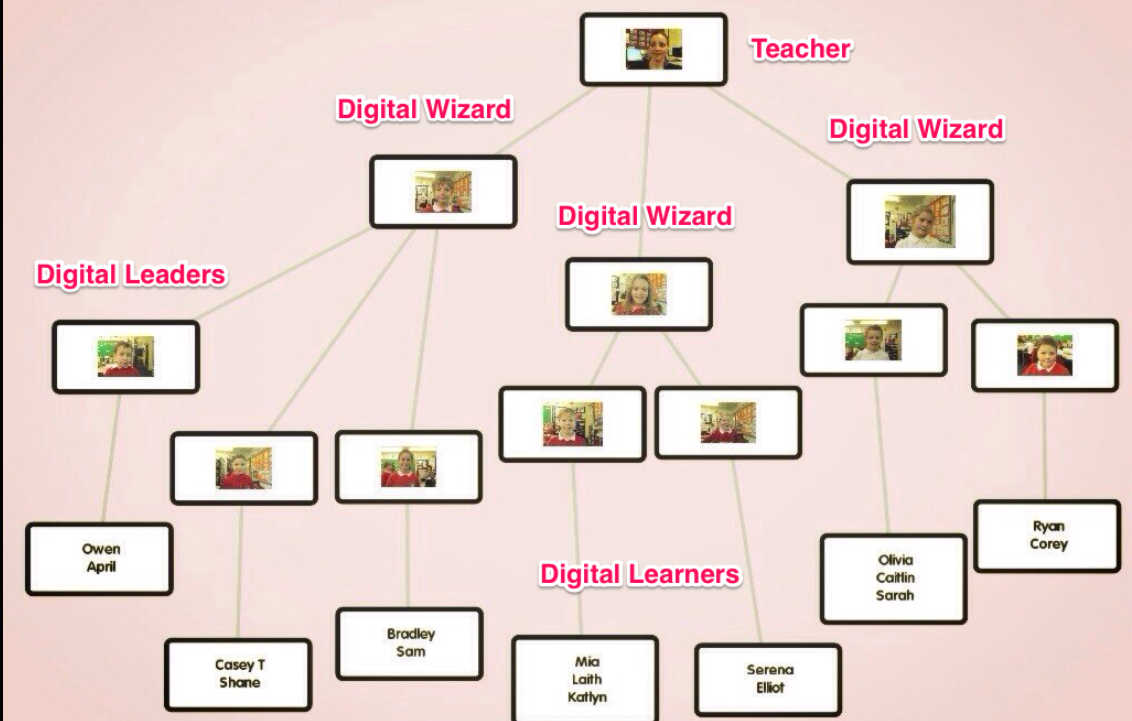 Teacher
Digital Wizard
Digital Wizard
Digital Wizard
Digital Leaders
Owen
April
Casey T
Shane
Bradley
Sam
Digital Learners
Mia
Laith
Katlyn
Serena
Elliot
Olivia
Caitlin
Sarah
Ryan
Corey